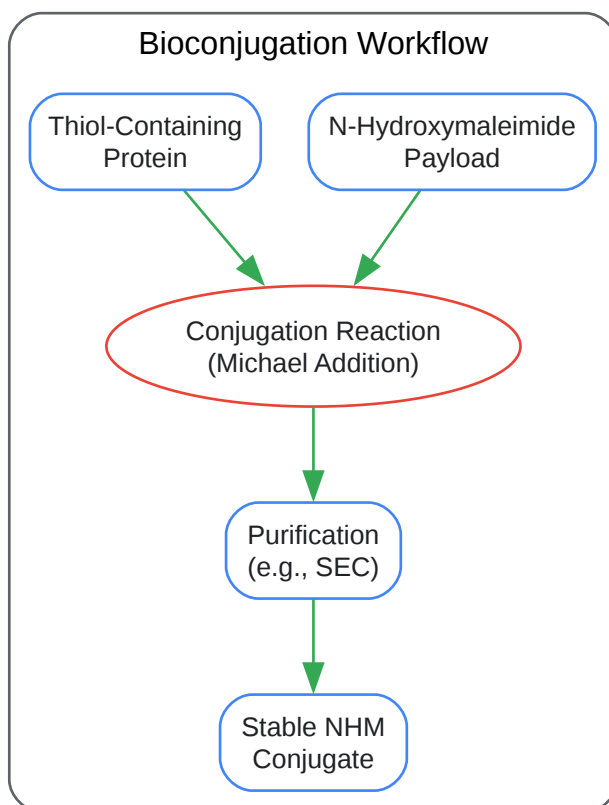 Bioconjugation Workflow
Thiol-Containing
Protein
N-Hydroxymaleimide
Payload
Conjugation Reaction
(Michael Addition)
Purification
(e.g., SEC)
Stable NHM
Conjugate